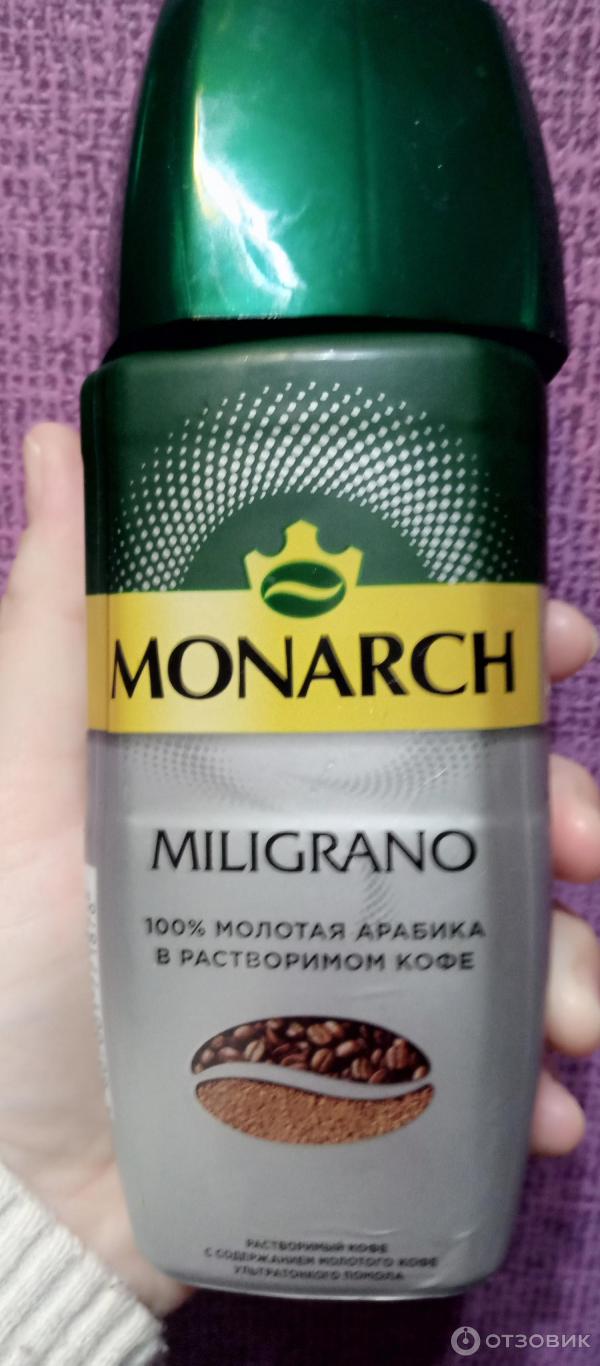 MONARCH
MILIGRANO
100% МОЛОТАЯ АРАБИКА
В РАСТВОРИМОМ КОФЕ
РАСТВОРИМЫЙ КОФЕ
С СОДЕРЖАНИЕМ МОЛОТОГО КОФЕ
УЛЬТРАТОНКОГО ПОМОЛА
ОТЗОВИК